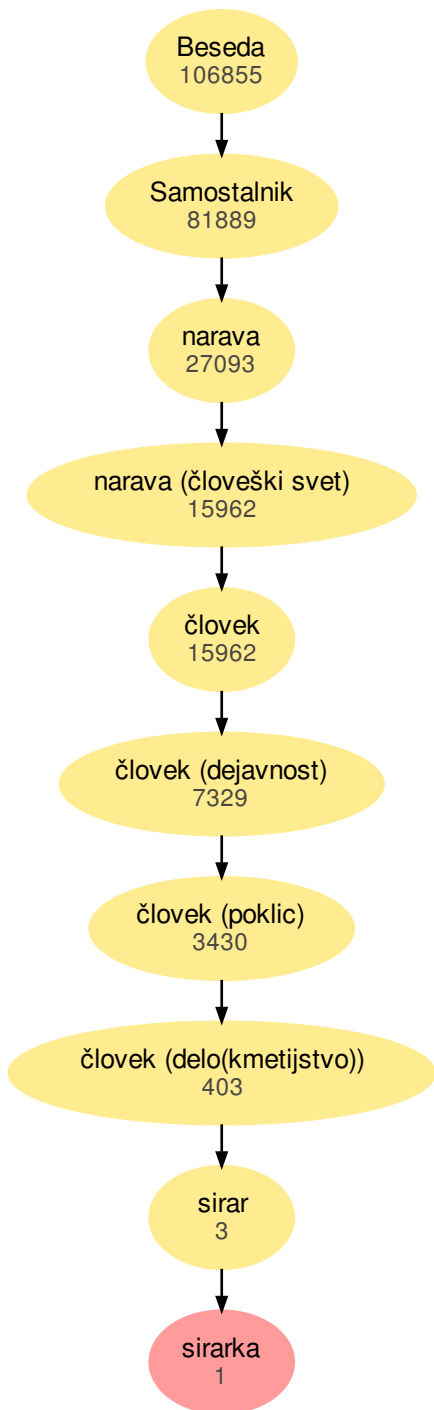 Beseda
106855
Samostalnik
81889
narava
27093
narava (človeški svet)
15962
človek
15962
človek (dejavnost)
7329
človek (poklic)
3430
človek (delo(kmetijstvo))
403
sirar
3
sirarka
1